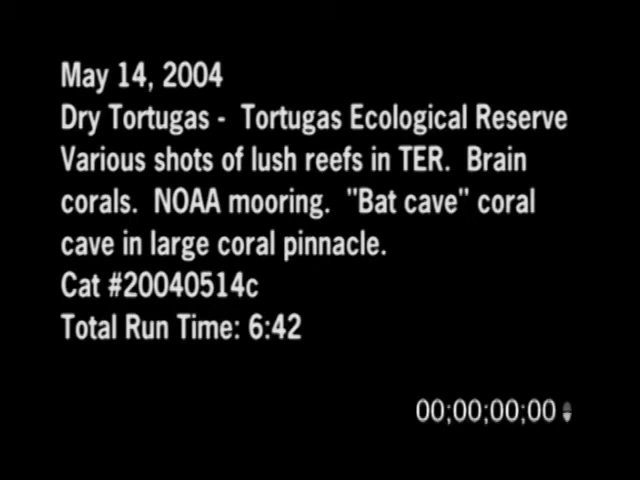 May 14, 2004
Dry Tortugas -  Tortugas Ecological Reserve
Various shots of lush reefs in TER.  Brain
corals.  NOAA mooring.  "Bat cave" coral
cave in large coral pinnacle.
Cat #20040514c
Total Run Time: 6:42
00;00;00;00